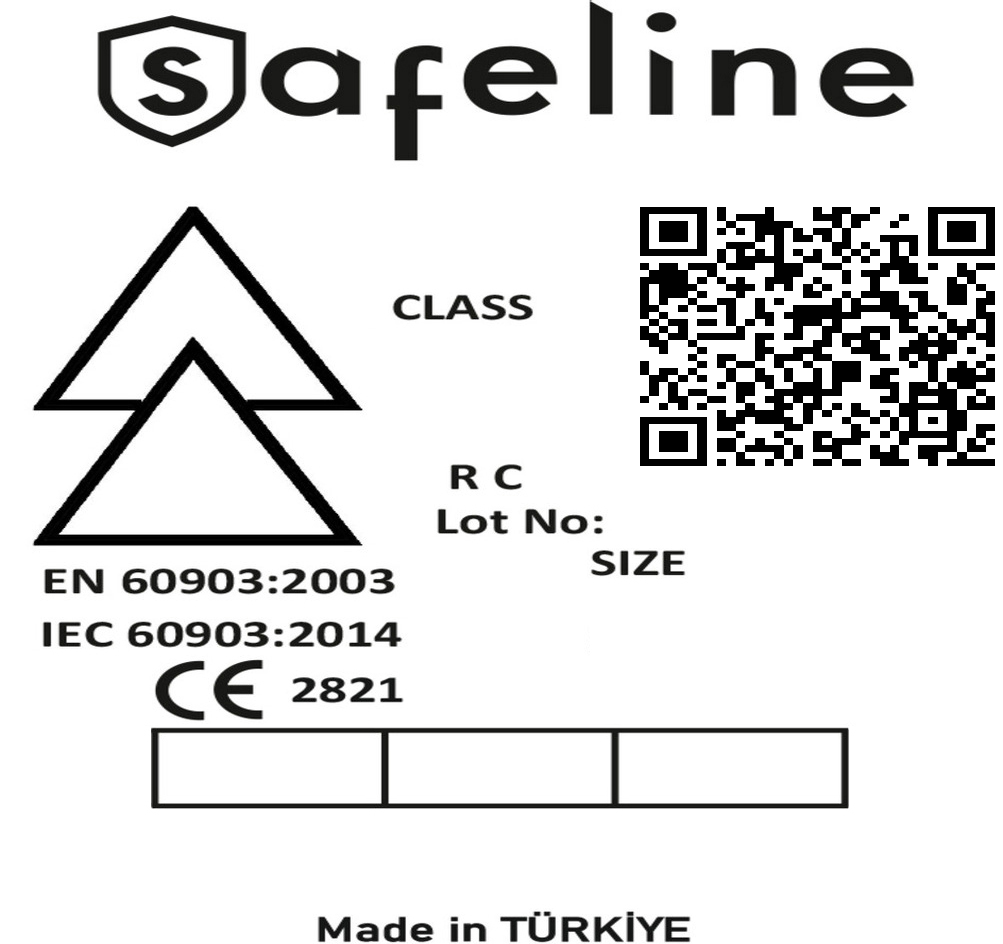 safeline
CLASS
R C
Lot No:
SIZE
EN 60903:2003
IEC 60903:2014
CE 2821
Made in TÜRKİYE